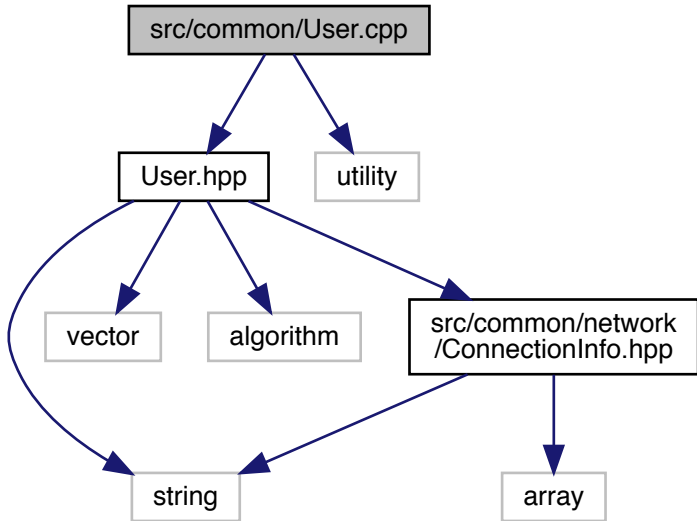 src/common/User.cpp
User.hpp
utility
vector
algorithm
src/common/network
/ConnectionInfo.hpp
string
array